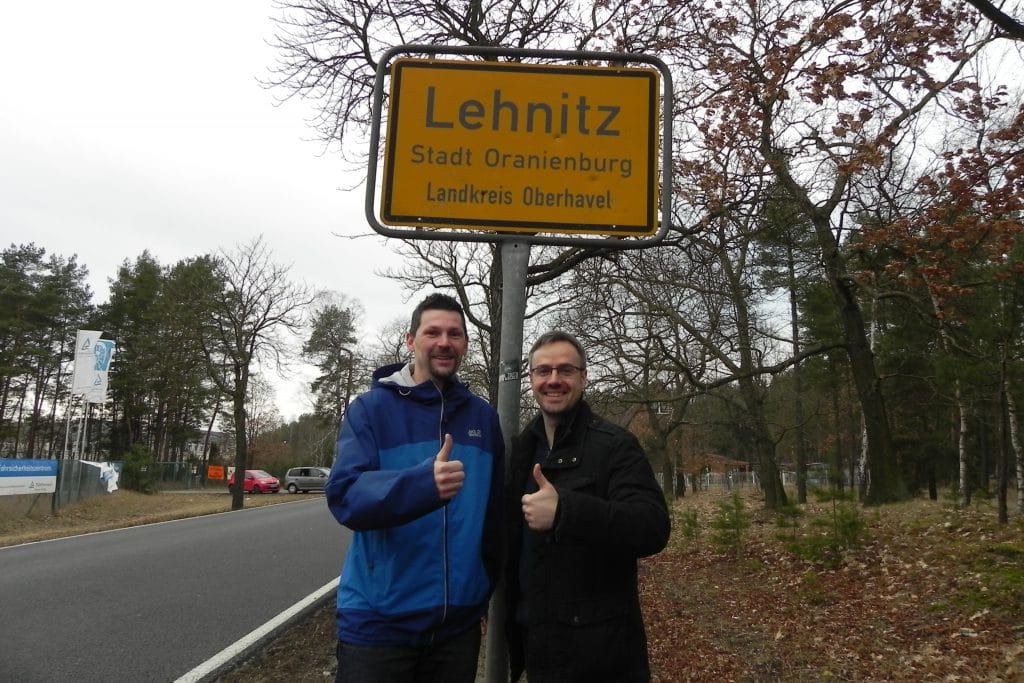 Lehnitz
Stadt Oranienburg
Landkreis Oberhavel